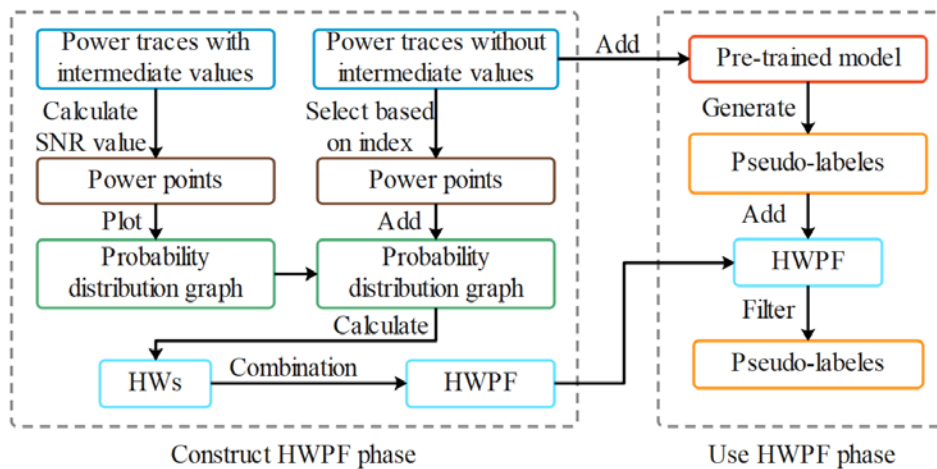 Power traces with
intermediate values
Power traces without
intermediate values
Add
Pre-trained model
Calculate
SNR value
Select based
on index
Generate
Power points
Power points
Pseudo-labeles
Plot
Add
Add
Probability
distribution graph
Probability
distribution graph
HWPF
Calculate
Filter
HWs
Combination
HWPF
Pseudo-labeles
Construct HWPF phase
Use HWPF phase